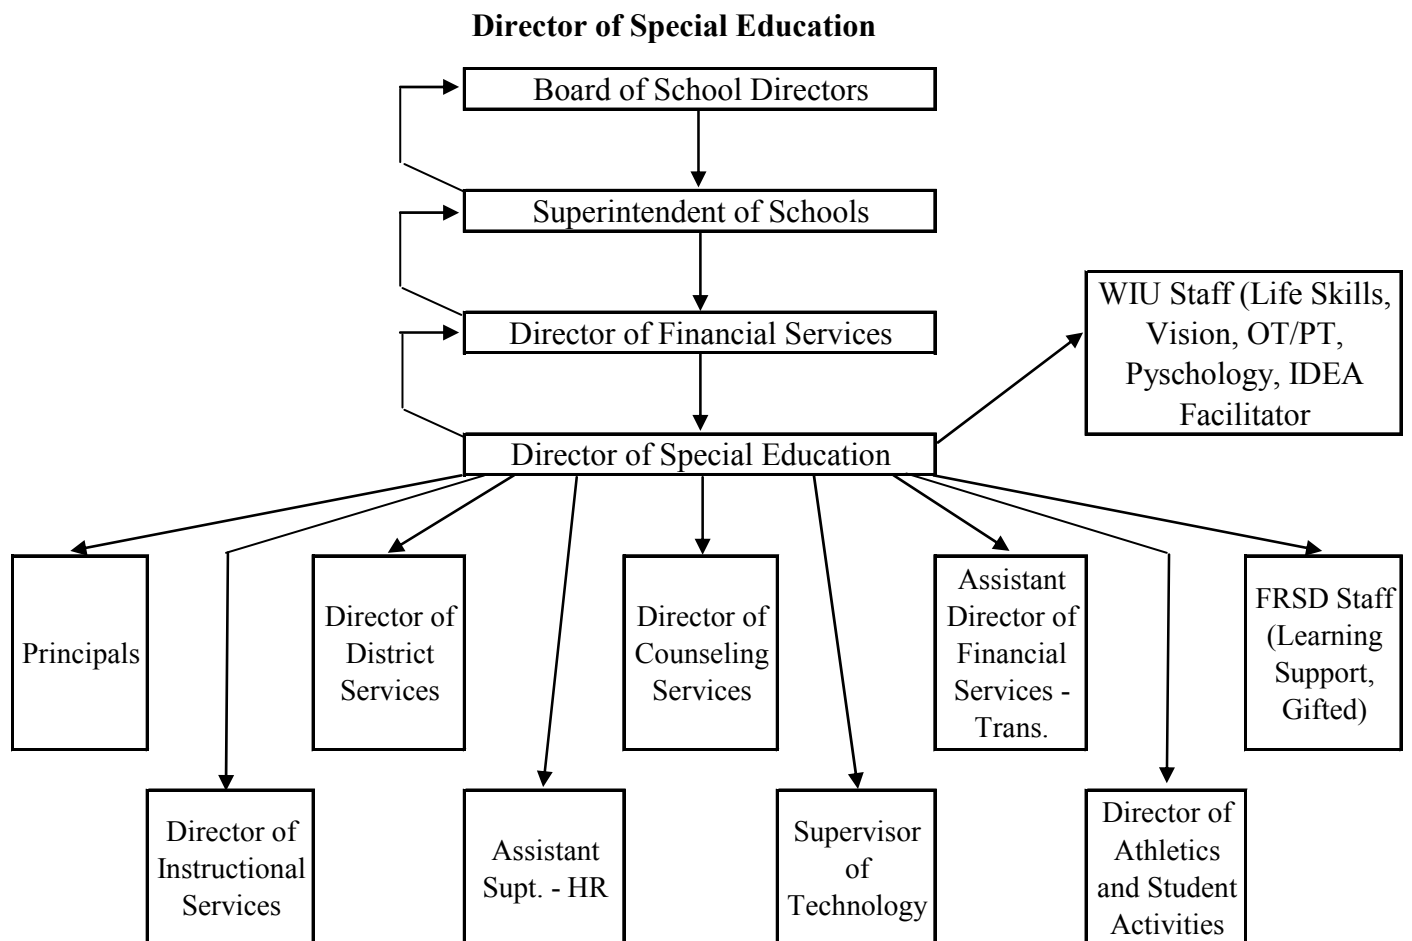 Director of Special Education
Board of School Directors
Superintendent of Schools
Director of Financial Services
WIU Staff (Life Skills,
Vision, OT/PT,
Pyschology, IDEA
Facilitator
Director of Special Education
Principals
Director of
District
Services
Director of
Counseling
Services
Assistant
Director of
Financial
Services -
Trans.
FRSD Staff
(Learning
Support,
Gifted)
Director of
Instructional
Services
Assistant
Supt. - HR
Supervisor
of
Technology
Director of
Athletics
and Student
Activities